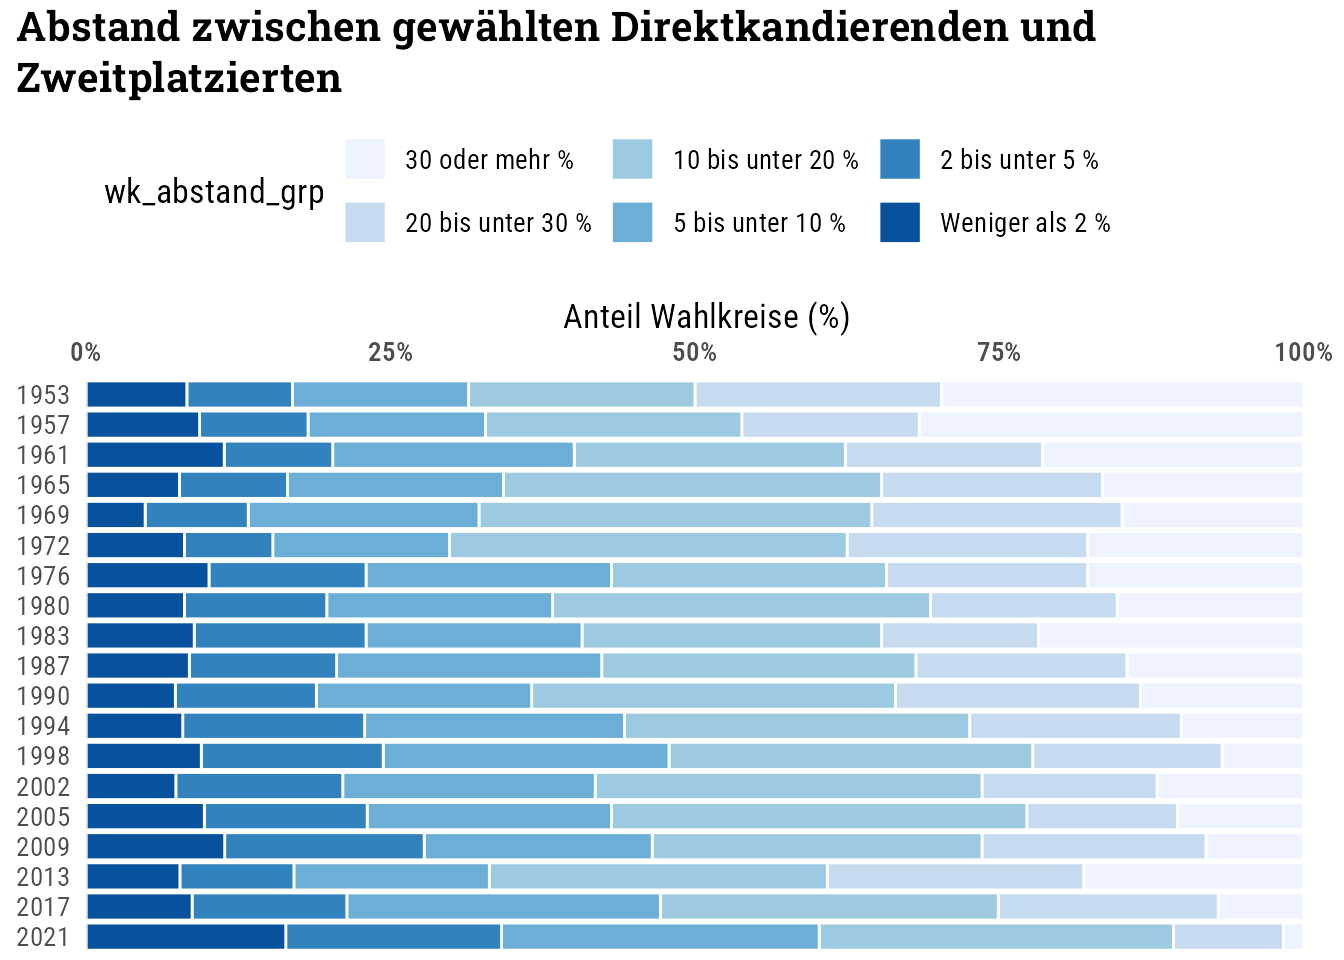 Abstand zwischen gewählten Direktkandierenden und
Zweitplatzierten
wk_abstand_grp
30 oder mehr %
10 bis unter 20 %
2 bis unter 5 %
20 bis unter 30 %
5 bis unter 10 %
Weniger als 2 %
Anteil Wahlkreise (%)
0% 25% 50% 75% 100%
1953
1957
1961
1965
1969
1972
1976
1980
1983
1987
1990
1994
1998
2002
2005
2009
2013
2017
2021